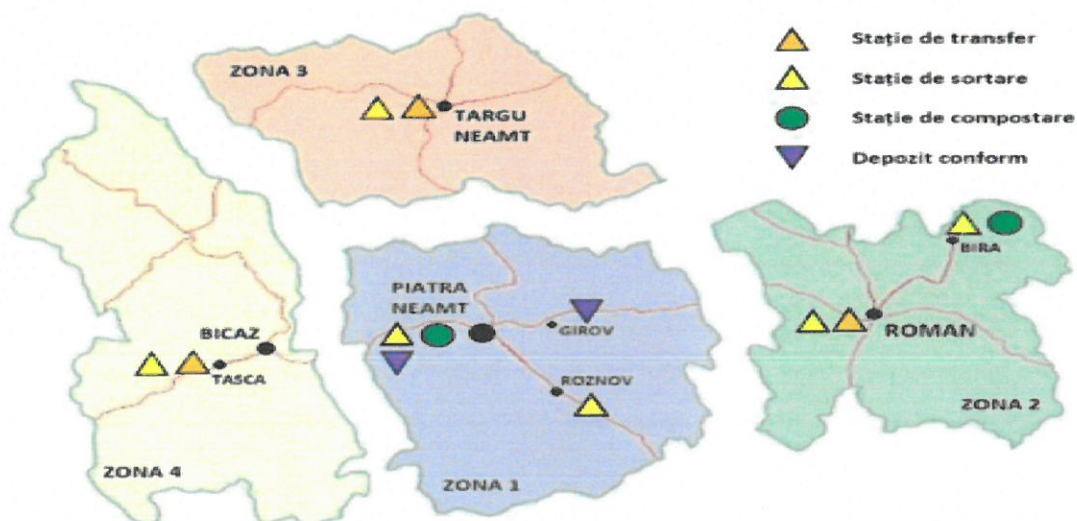 ZONA 3
TARGU
NEAMT
Stație de transfer
Stație de sortare
Stație de compostare
Depozit conform
BIRA
ROMAN
ZONA 2
PIATRA
NEAMT
GIROV
ROZNOV
ZONA 1
BICAZ
TASCA
ZONA 4